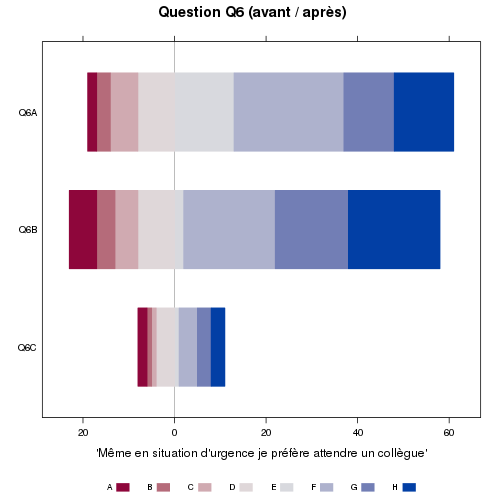 Question Q6 (avant / après)
Q6A
Q6B
Q6C
20 0 20 40 60
'Même en situation d'urgence je préfère attendre un collègue'
A B C D E F G H